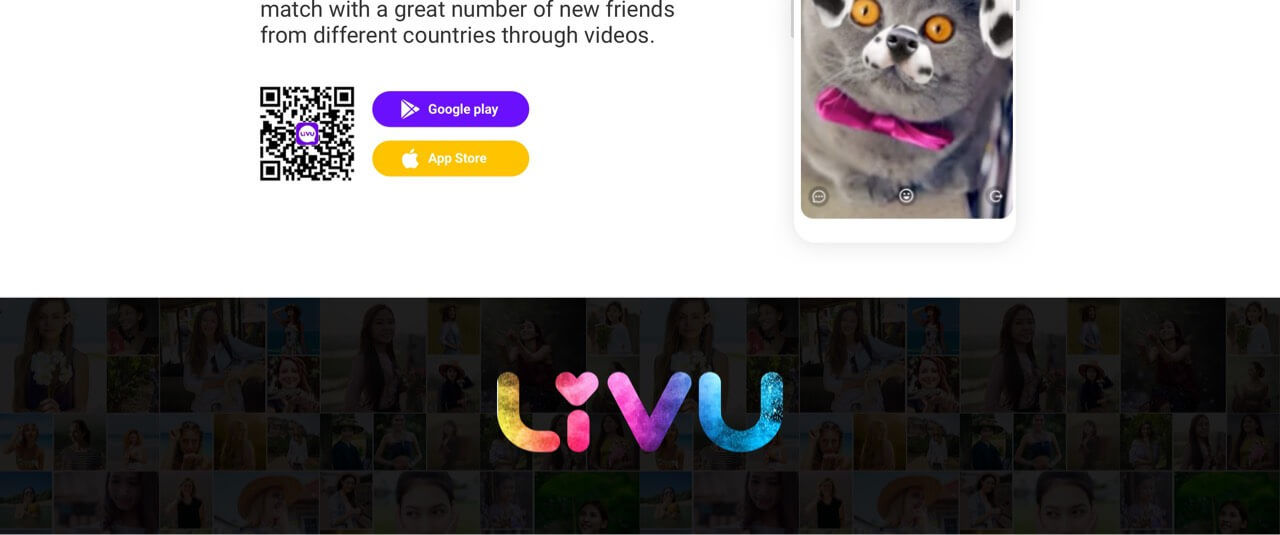 match with a great number of new friends
from different countries through videos.
LIVU
Google play
App Store
LiVU